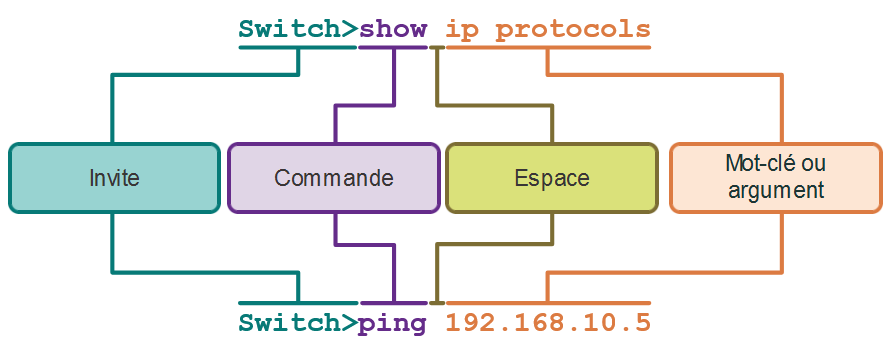 Switch>show ip protocols
Invite
Commande
Espace
Mot-clé ou
argument
Switch>ping 192.168.10.5